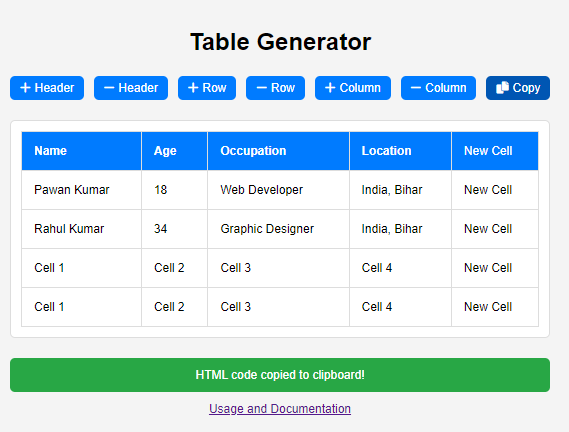 Table Generator
+ Header — Header + Row — Row + Column — Column Copy
Name Age Occupation Location New Cell
Pawan Kumar 18 Web Developer India, Bihar New Cell
Rahul Kumar 34 Graphic Designer India, Bihar New Cell
Cell 1 Cell 2 Cell 3 Cell 4 New Cell
Cell 1 Cell 2 Cell 3 Cell 4 New Cell
HTML code copied to clipboard!
Usage and Documentation